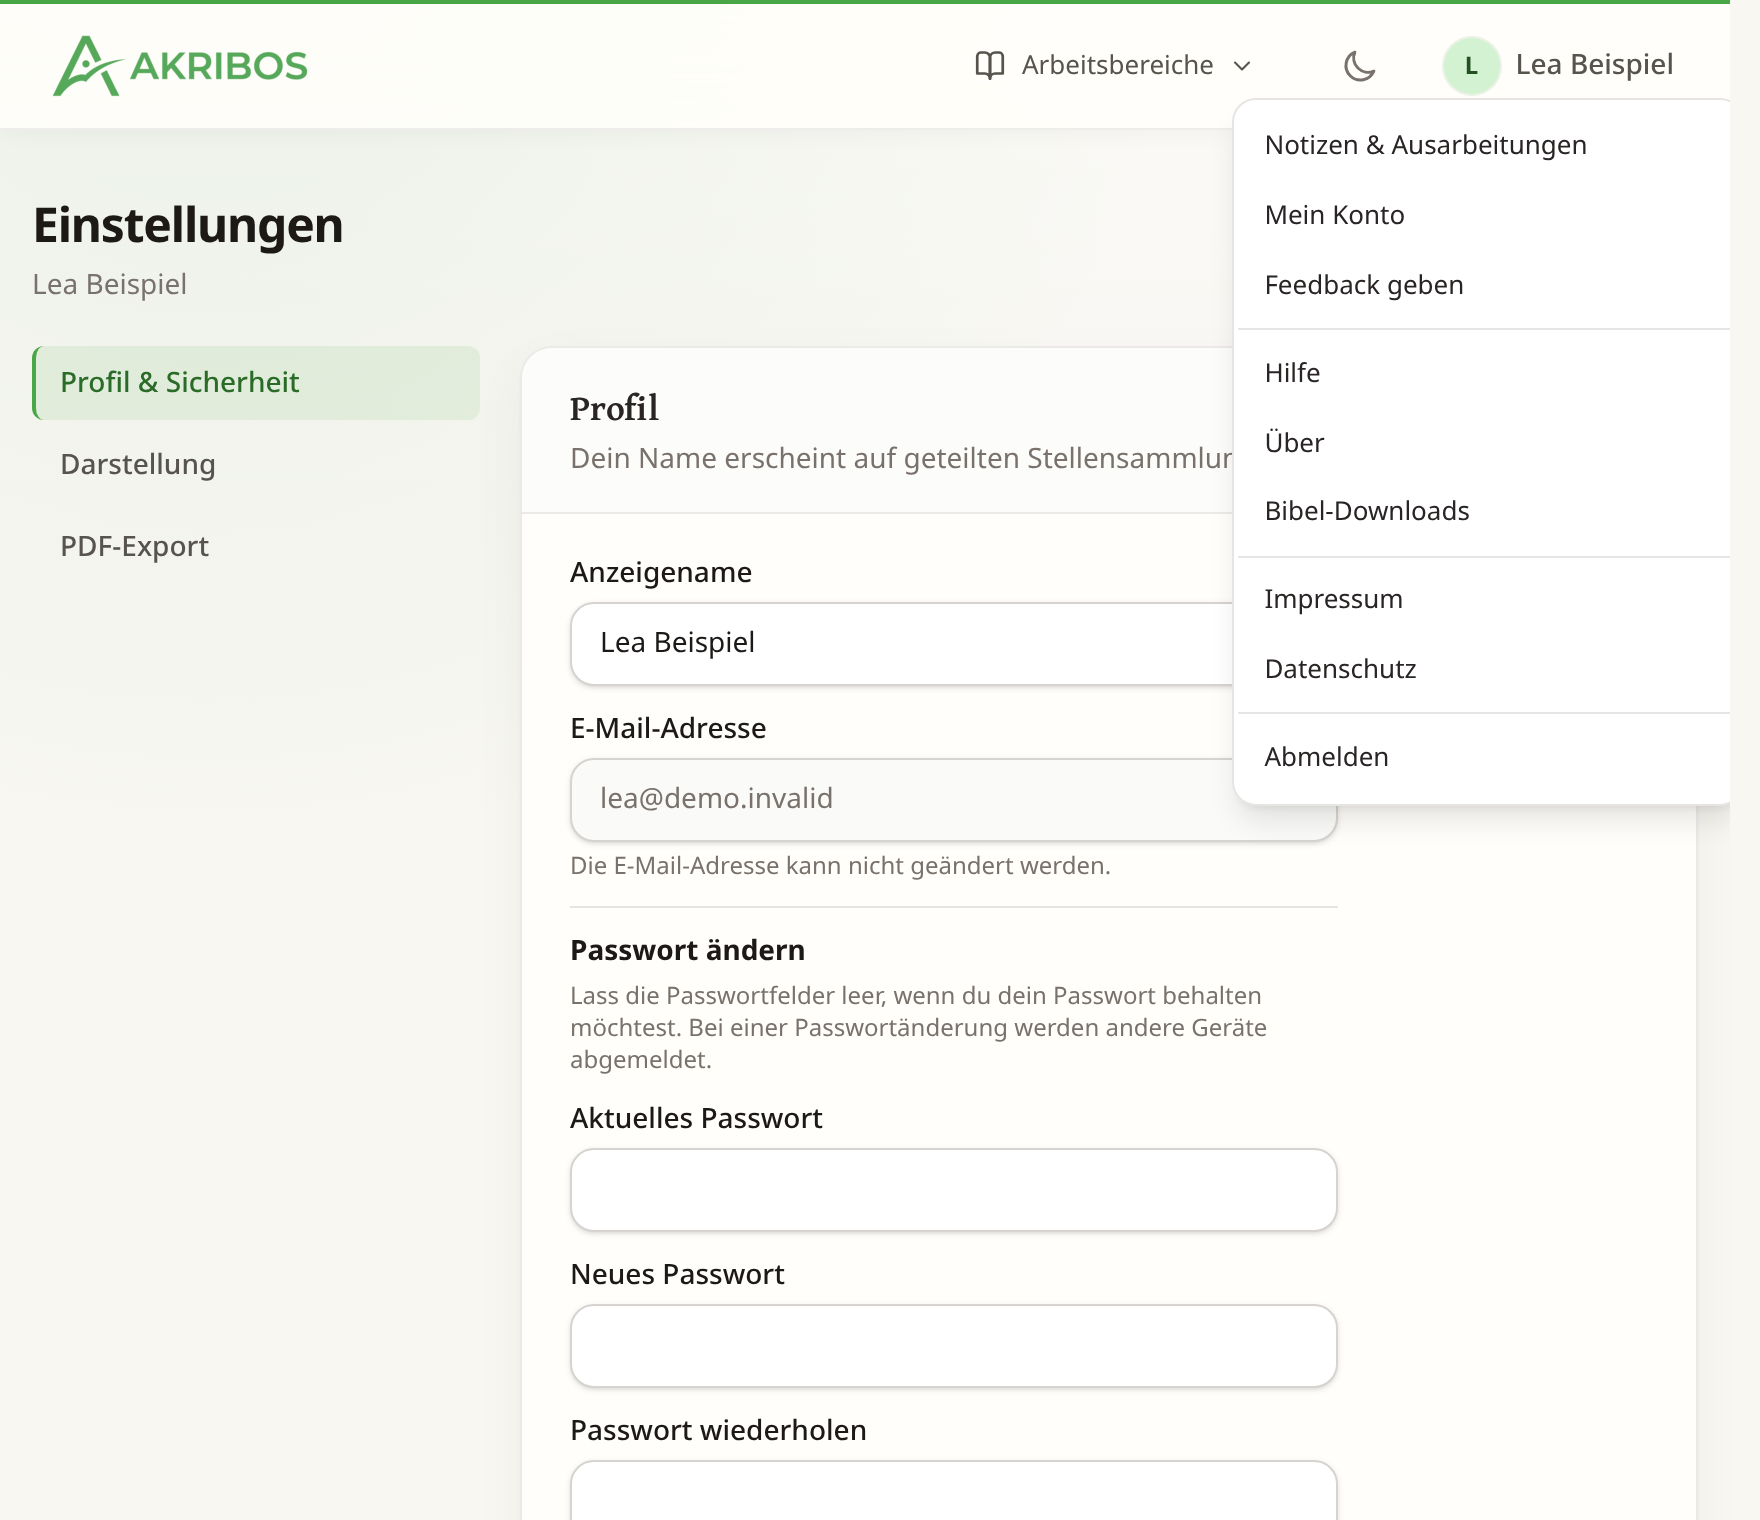 AKRIBOS
Arbeitsbereiche
L
Lea Beispiel
Notizen & Ausarbeitungen
Mein Konto
Feedback geben
Hilfe
Über
Bibel-Downloads
Impressum
Datenschutz
Abmelden
Einstellungen
Lea Beispiel
Profil & Sicherheit
Darstellung
PDF-Export
Profil
Dein Name erscheint auf geteilten
Anzeigename
Lea Beispiel
E-Mail-Adresse
lea@demo.invalid
Die E-Mail-Adresse kann nicht geändert werden.
Passwort ändern
Lass die Passwortfelder leer, wenn du dein Passwort behalten
möchtest. Bei einer Passwortänderung werden andere Geräte
abgemeldet.
Aktuelles Passwort
Neues Passwort
Passwort wiederholen